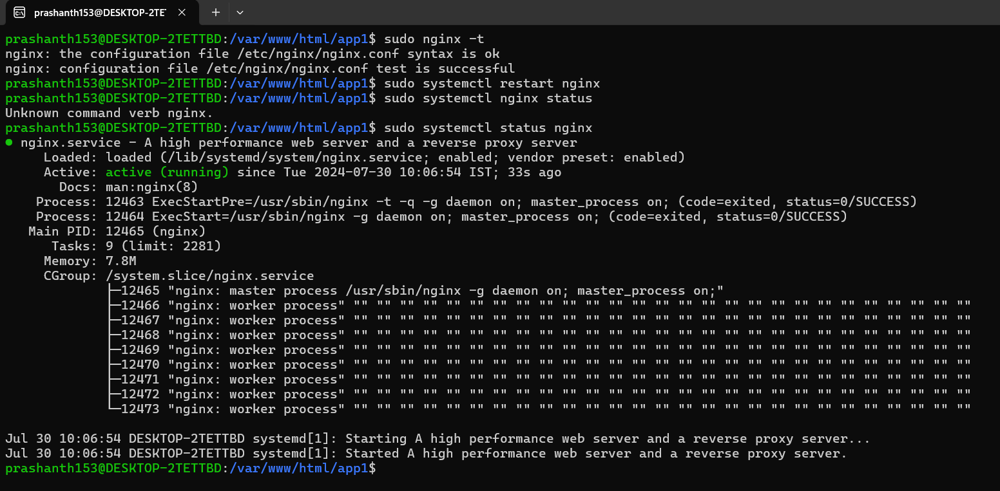 prashanth153@DESKTOP-2TET
prashanth153@DESKTOP-2TETTBD:/var/www/html/app1$ sudo nginx -t
nginx: the configuration file /etc/nginx/nginx.conf syntax is ok
nginx: configuration file /etc/nginx/nginx.conf test is successful
prashanth153@DESKTOP-2TETTBD:/var/www/html/app1$ sudo systemctl restart nginx
prashanth153@DESKTOP-2TETTBD:/var/www/html/app1$ sudo systemctl nginx status
Unknown command verb nginx.
prashanth153@DESKTOP-2TETTBD:/var/www/html/app1$ sudo systemctl status nginx
● nginx.service - A high performance web server and a reverse proxy server
     Loaded: loaded (/lib/systemd/system/nginx.service; enabled; vendor preset: enabled)
     Active: active (running) since Tue 2024-07-30 10:06:54 IST; 33s ago
       Docs: man:nginx(8)
    Process: 12463 ExecStartPre=/usr/sbin/nginx -t -q -g daemon on; master_process on; (code=exited, status=0/SUCCESS)
    Process: 12464 ExecStart=/usr/sbin/nginx -g daemon on; master_process on; (code=exited, status=0/SUCCESS)
   Main PID: 12465 (nginx)
      Tasks: 9 (limit: 2281)
     Memory: 7.8M
     CGroup: /system.slice/nginx.service
             ├─12465 "nginx: master process /usr/sbin/nginx -g daemon on; master_process on;"
             ├─12466 "nginx: worker process" "" "" "" "" "" "" "" "" "" "" "" "" "" "" "" "" "" "" "" "" "" "" "" "" "" "" ""
             ├─12467 "nginx: worker process" "" "" "" "" "" "" "" "" "" "" "" "" "" "" "" "" "" "" "" "" "" "" "" "" "" "" ""
             ├─12468 "nginx: worker process" "" "" "" "" "" "" "" "" "" "" "" "" "" "" "" "" "" "" "" "" "" "" "" "" "" "" ""
             ├─12469 "nginx: worker process" "" "" "" "" "" "" "" "" "" "" "" "" "" "" "" "" "" "" "" "" "" "" "" "" "" "" ""
             ├─12470 "nginx: worker process" "" "" "" "" "" "" "" "" "" "" "" "" "" "" "" "" "" "" "" "" "" "" "" "" "" "" ""
             ├─12471 "nginx: worker process" "" "" "" "" "" "" "" "" "" "" "" "" "" "" "" "" "" "" "" "" "" "" "" "" "" "" ""
             ├─12472 "nginx: worker process" "" "" "" "" "" "" "" "" "" "" "" "" "" "" "" "" "" "" "" "" "" "" "" "" "" "" ""
             └─12473 "nginx: worker process" "" "" "" "" "" "" "" "" "" "" "" "" "" "" "" "" "" "" "" "" "" "" "" "" "" "" ""
Jul 30 10:06:54 DESKTOP-2TETTBD systemd[1]: Starting A high performance web server and a reverse proxy server...
Jul 30 10:06:54 DESKTOP-2TETTBD systemd[1]: Started A high performance web server and a reverse proxy server.
prashanth153@DESKTOP-2TETTBD:/var/www/html/app1$